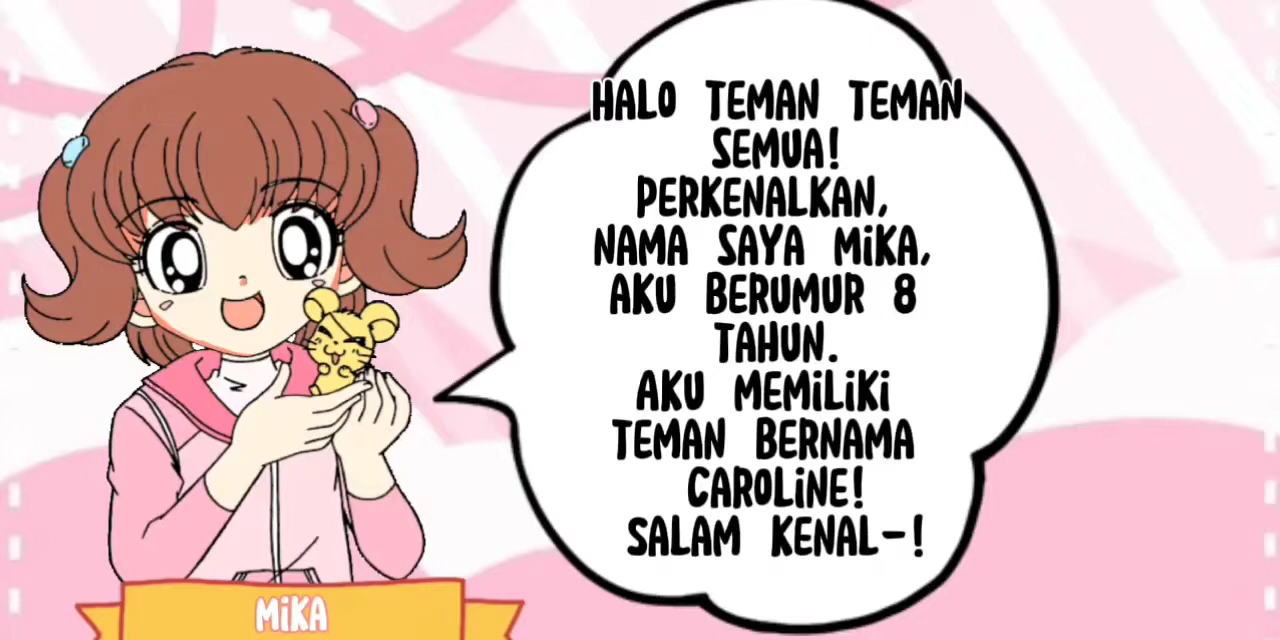 HALO TEMAN TEMAN
SEMUA!
PERKENALKAN,
NAMA SAYA MiKA,
AKU BERUMUR 8
TAHUN.
AKU MEMiLiKi
TEMAN BERNAMA
CAROLiNE!
SALAM KENAL-!
MiKA